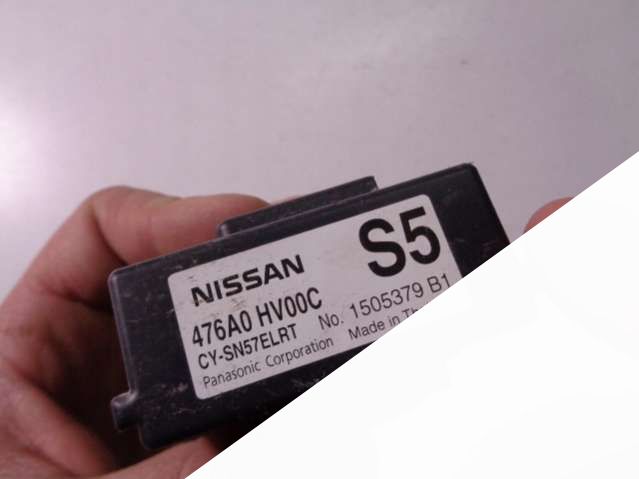 NISSAN S5
476A0 HV00C
CY-SN57ELRT No. 1505379 B1
Panasonic Corporation Made in